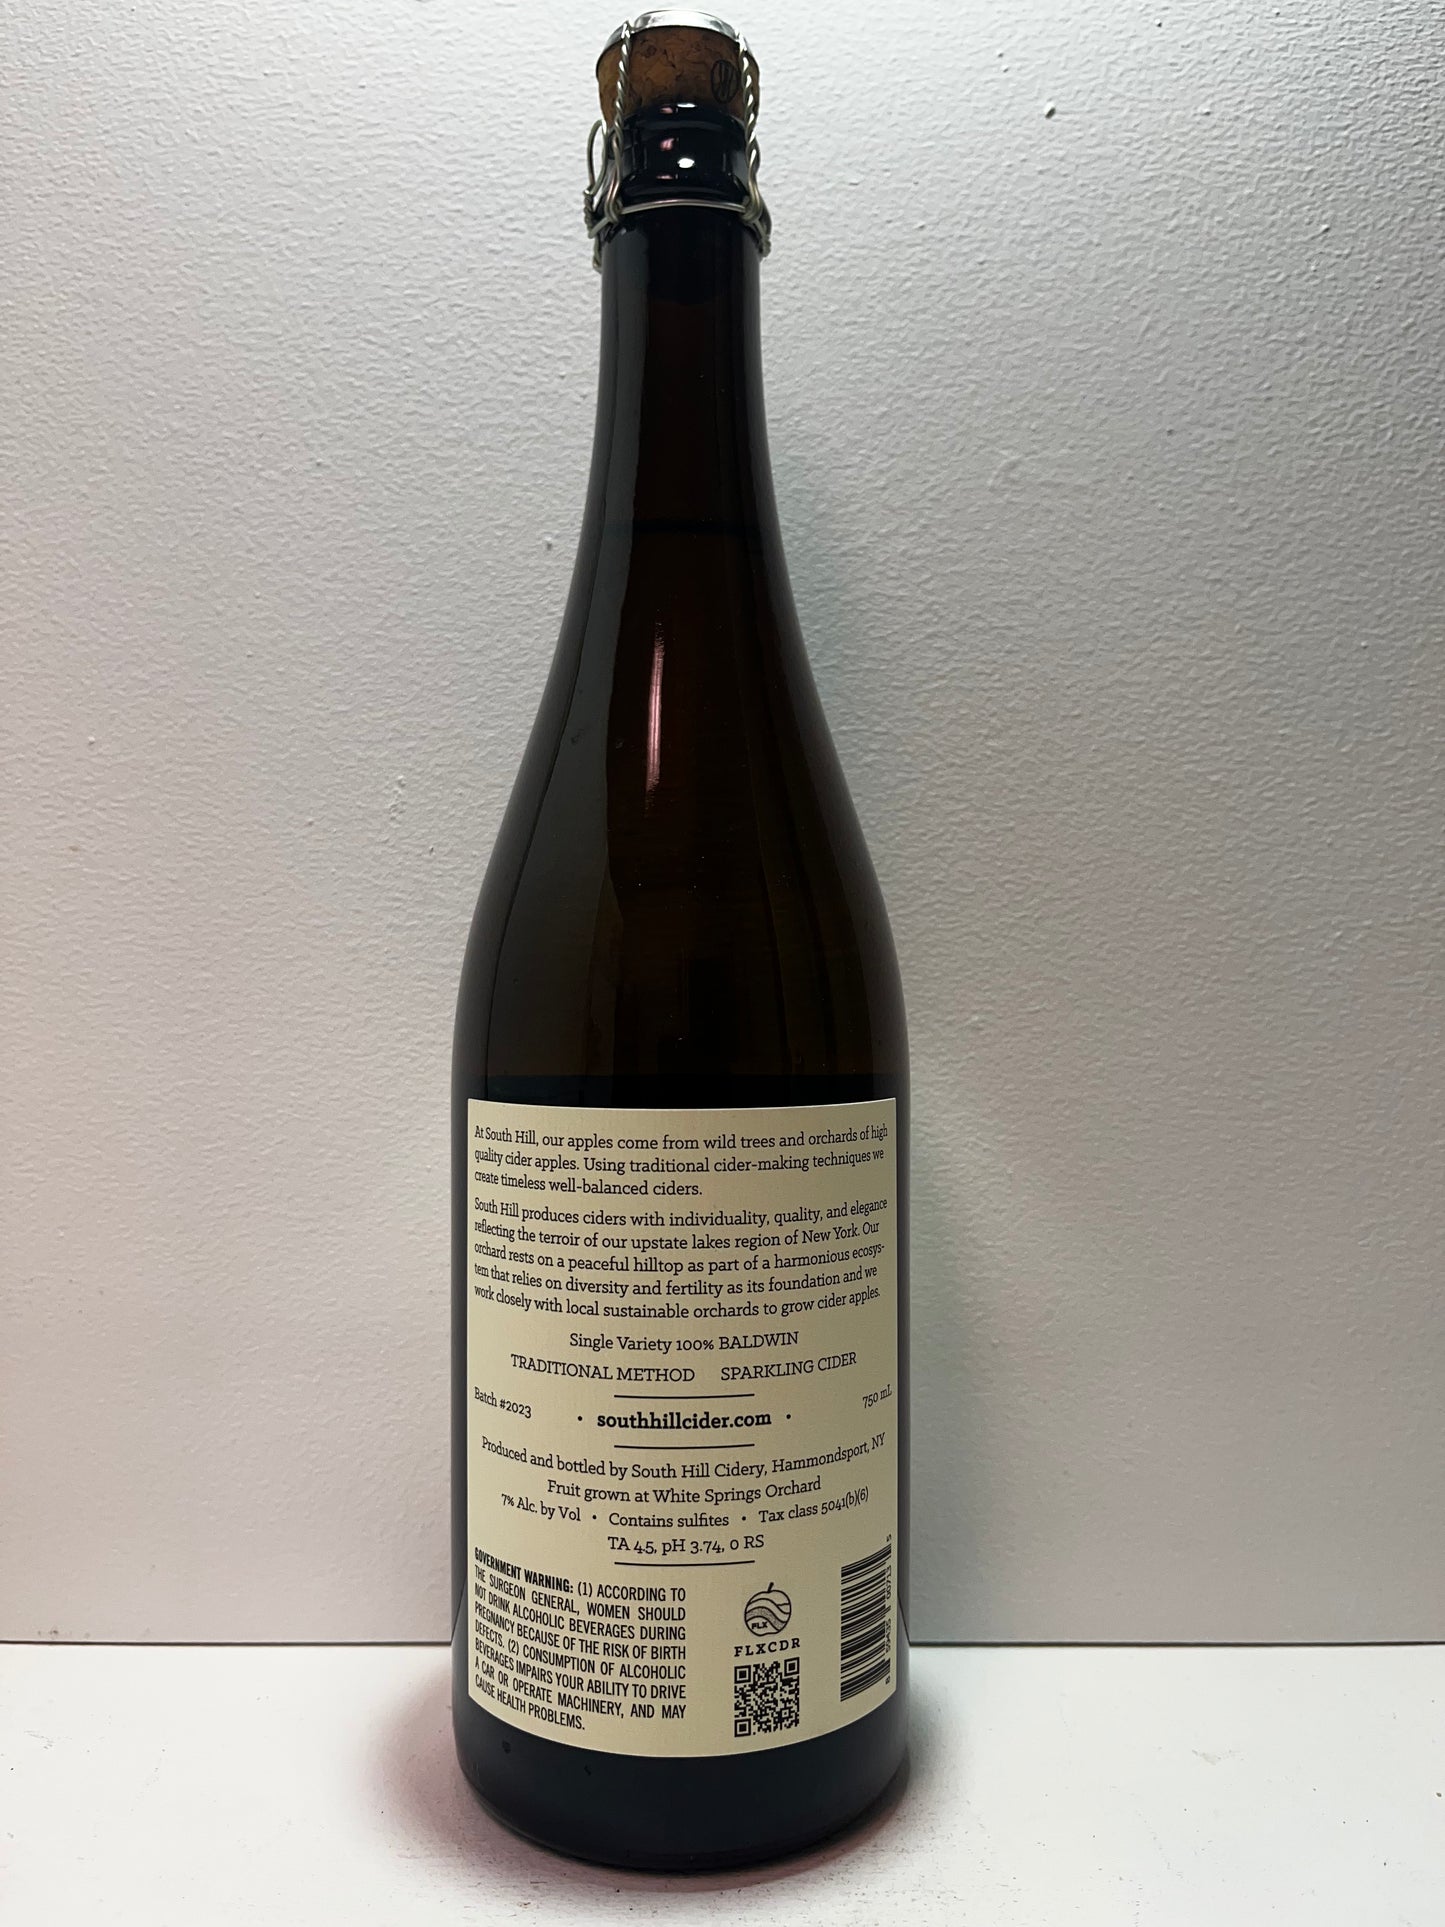 At South Hill, our apples come from wild trees and orchards of high
quality cider apples. Using traditional cider-making techniques we
create timeless well-balanced ciders.
South Hill produces ciders with individuality, quality, and elegance
reflecting the terroir of our upstate lakes region of New York. Our
orchard rests on a peaceful hilltop as part of a harmonious ecosys-
tem that relies on diversity and fertility as its foundation and we
work closely with local sustainable orchards to grow cider apples.
Single Variety 100% BALDWIN
TRADITIONAL METHOD SPARKLING CIDER
Batch #2023 750 mL
• southhillcider.com •
Produced and bottled by South Hill Cidery, Hammondsport, NY
Fruit grown at White Springs Orchard
7% Alc. by Vol • Contains sulfites • Tax class 5041(b)(6)
TA 4.5, pH 3.74, 0 RS
GOVERNMENT WARNING: (1) ACCORDING TO
THE SURGEON GENERAL, WOMEN SHOULD
NOT DRINK ALCOHOLIC BEVERAGES DURING
PREGNANCY BECAUSE OF THE RISK OF BIRTH
DEFECTS. (2) CONSUMPTION OF ALCOHOLIC
BEVERAGES IMPAIRS YOUR ABILITY TO DRIVE
A CAR OR OPERATE MACHINERY, AND MAY
CAUSE HEALTH PROBLEMS.
FLX
FLXCDR
8 59435 00713 5